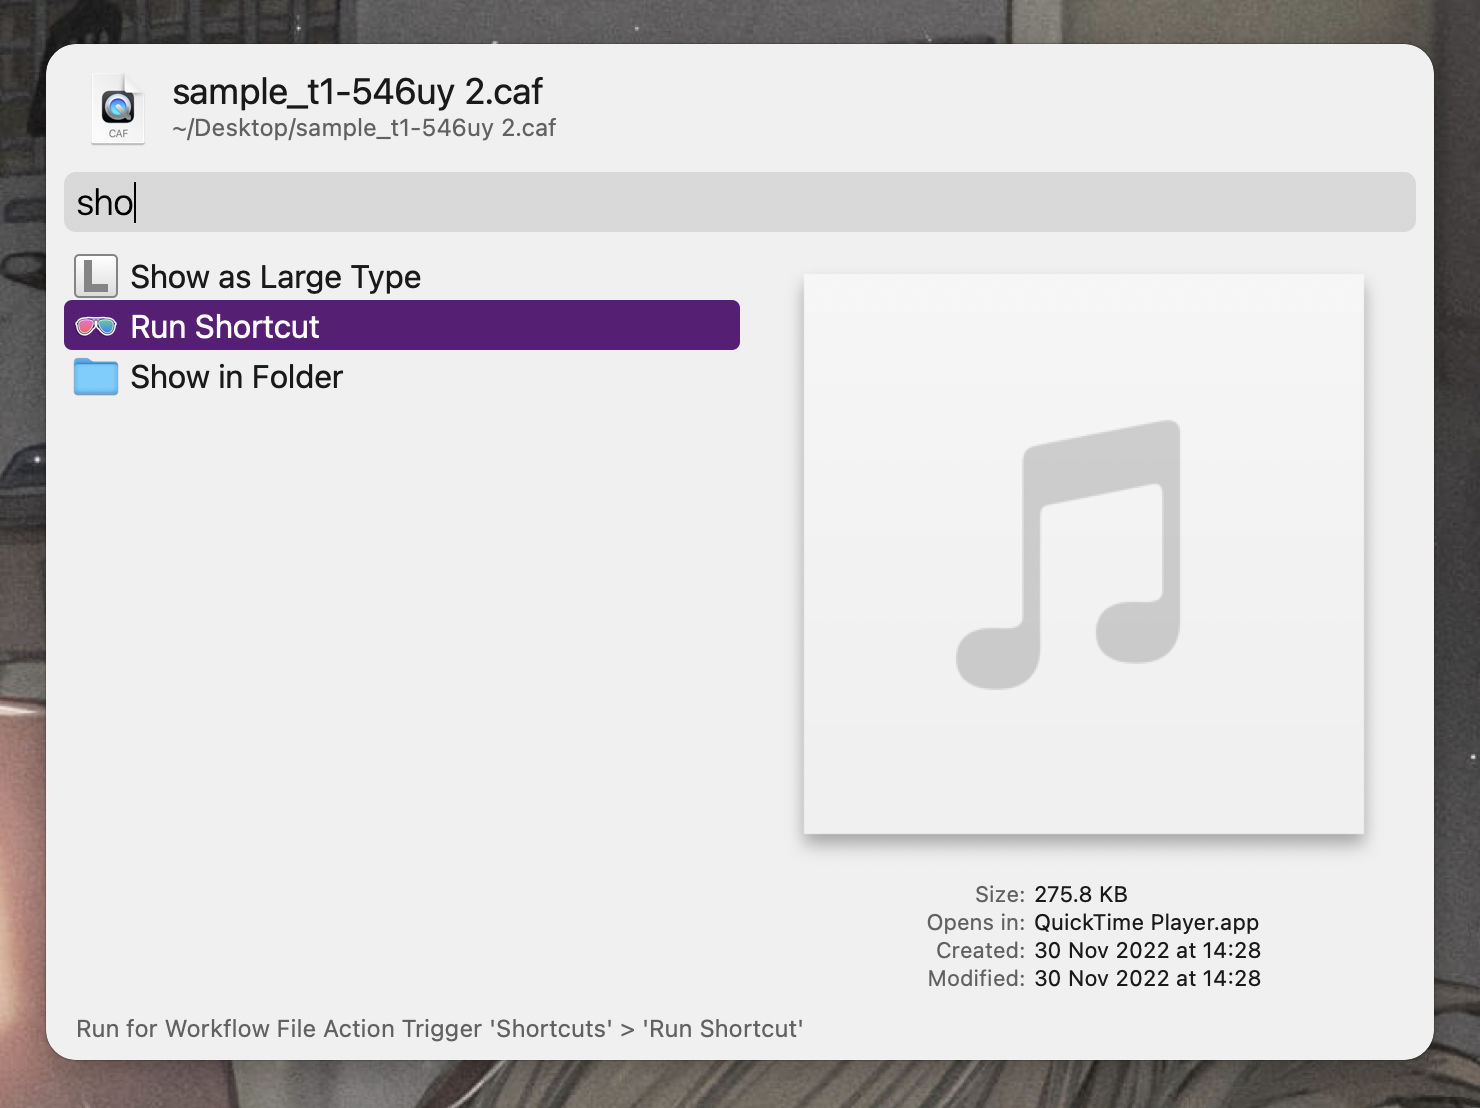 sample_t1-546uy 2.caf
~/Desktop/sample_t1-546uy 2.caf
CAF
sho
Show as Large Type
Run Shortcut
Show in Folder
Size: 275.8 KB
Opens in: QuickTime Player.app
Created: 30 Nov 2022 at 14:28
Modified: 30 Nov 2022 at 14:28
Run for Workflow File Action Trigger 'Shortcuts' > 'Run Shortcut'